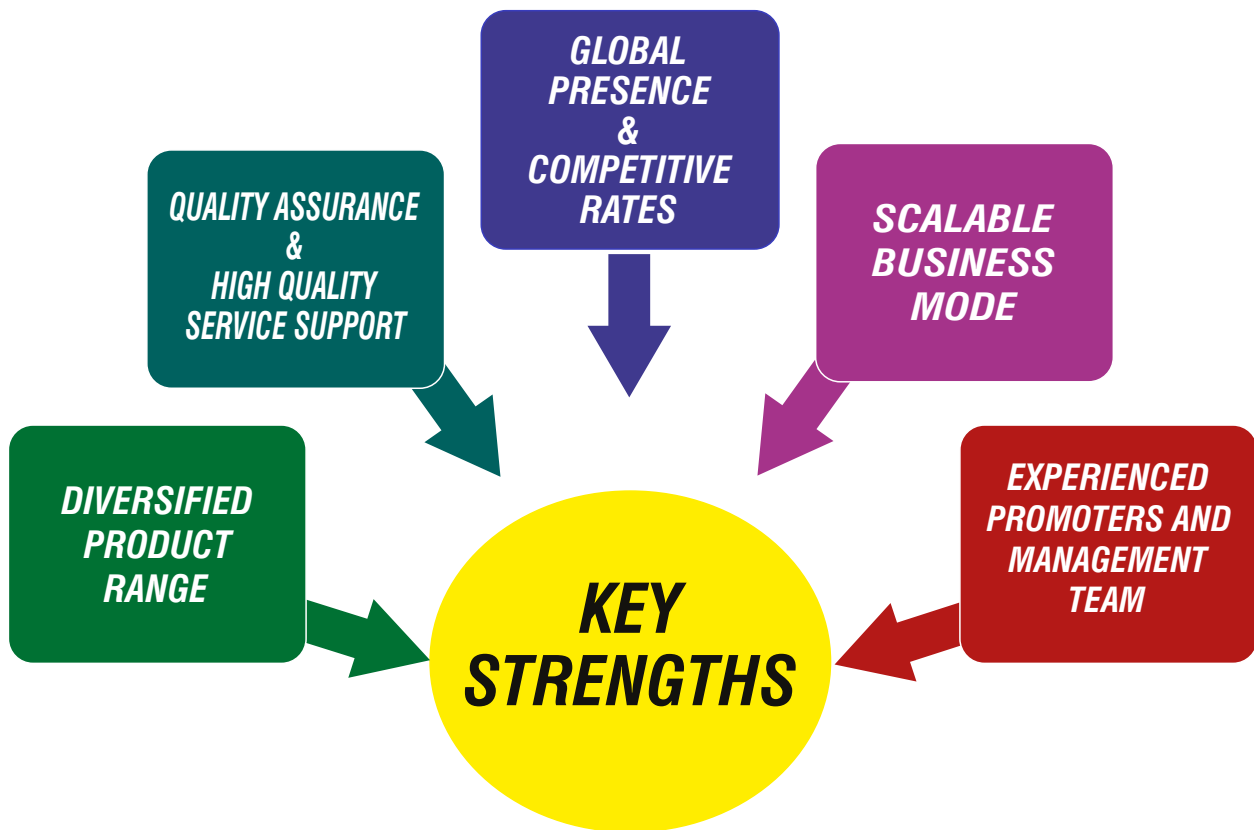 GLOBAL
PRESENCE
&
COMPETITIVE
RATES
QUALITY ASSURANCE
&
HIGH QUALITY
SERVICE SUPPORT
SCALABLE
BUSINESS
MODE
DIVERSIFIED
PRODUCT
RANGE
EXPERIENCED
PROMOTERS AND
MANAGEMENT
TEAM
KEY
STRENGTHS